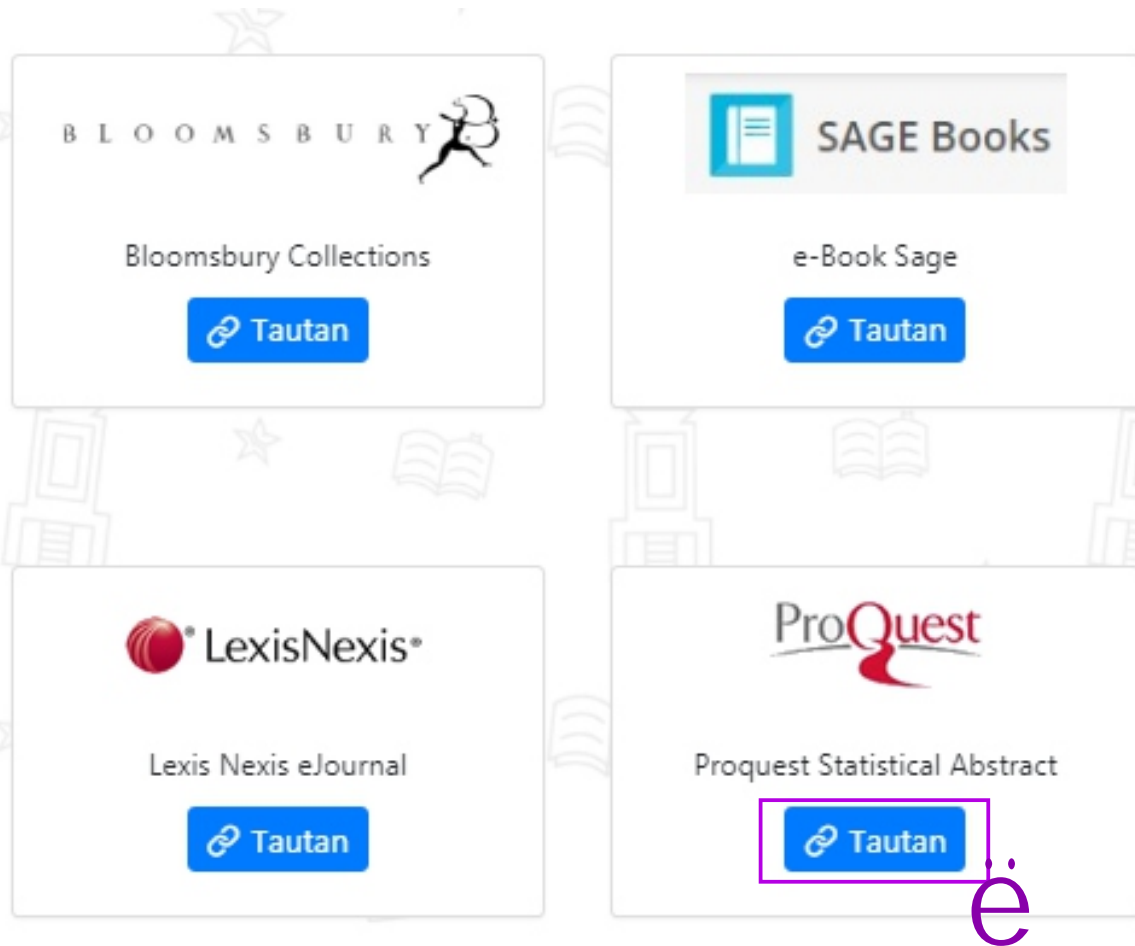 BLOOMSBURY
Bloomsbury Collections
Tautan
SAGE Books
e-Book Sage
Tautan
LexisNexis®
Lexis Nexis eJournal
Tautan
ProQuest
Proquest Statistical Abstract
Tautan
ë